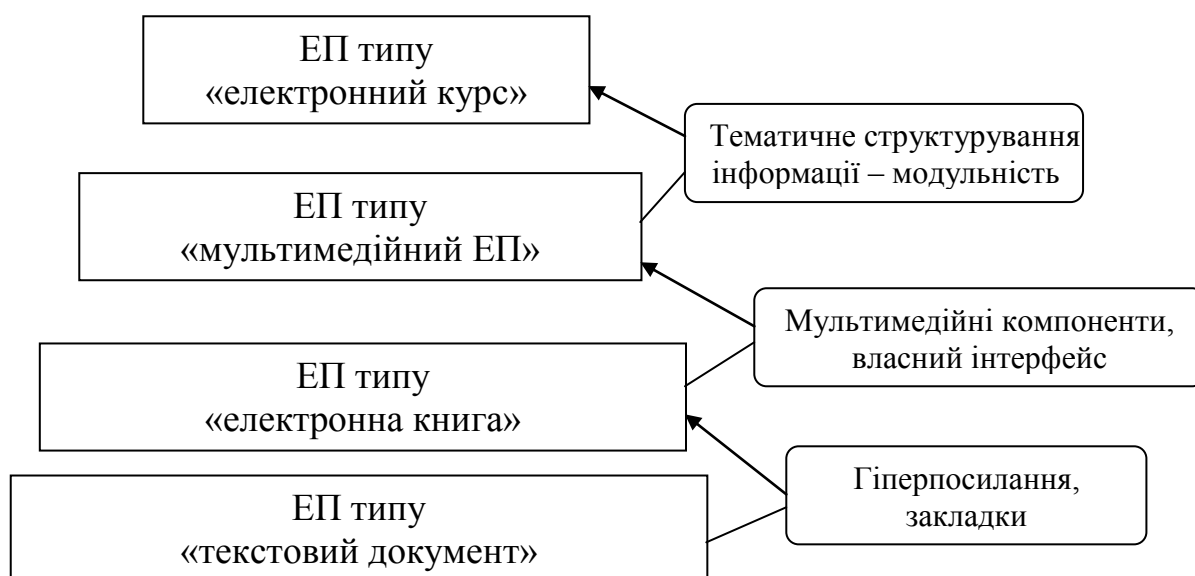 ЕП типу
«електронний курс»
Тематичне структурування
інформації – модульність
ЕП типу
«мультимедійний ЕП»
Мультимедійні компоненти,
власний інтерфейс
ЕП типу
«електронна книга»
Гіперпосилання,
закладки
ЕП типу
«текстовий документ»